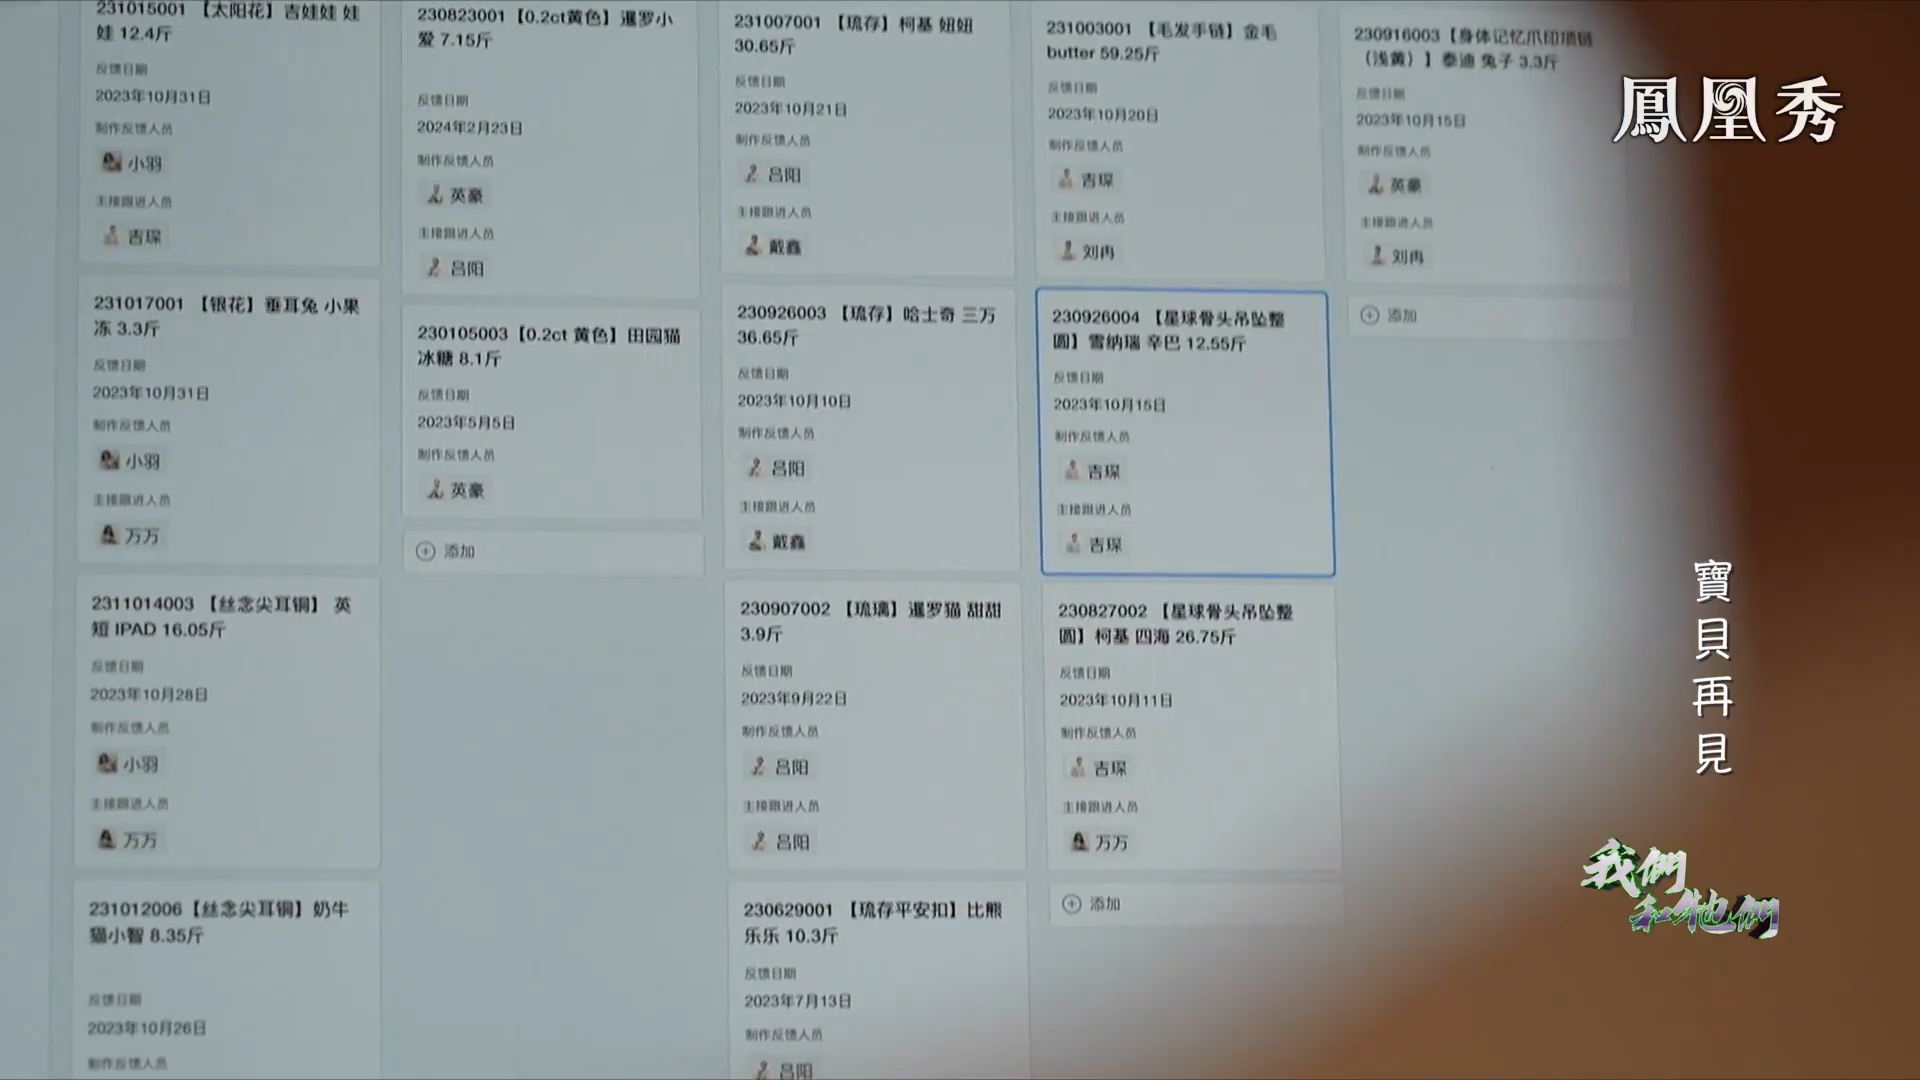 231015001 【太阳花】吉娃娃 娃
娃 12.4斤
反馈日期
2023年10月31日
制作反馈人员
小羽
主接跟进人员
吉琛
231017001 【银花】垂耳兔 小果
冻 3.3斤
反馈日期
2023年10月31日
制作反馈人员
小羽
主接跟进人员
万万
2311014003 【丝念尖耳铜】 英
短 IPAD 16.05斤
反馈日期
2023年10月28日
制作反馈人员
小羽
主接跟进人员
万万
231012006【丝念尖耳铜】奶牛
猫小智 8.35斤
反馈日期
2023年10月26日
制作反馈人员
230823001【0.2ct黄色】暹罗小
爱 7.15斤
反馈日期
2024年2月23日
制作反馈人员
英豪
主接跟进人员
吕阳
230105003【0.2ct 黄色】田园猫
冰糖 8.1斤
反馈日期
2023年5月5日
制作反馈人员
英豪
添加
231007001 【琉存】柯基 妞妞
30.65斤
反馈日期
2023年10月21日
制作反馈人员
吕阳
主接跟进人员
戴鑫
230926003 【琉存】哈士奇 三万
36.65斤
反馈日期
2023年10月10日
制作反馈人员
吕阳
主接跟进人员
戴鑫
230907002 【琉璃】暹罗猫 甜甜
3.9斤
反馈日期
2023年9月22日
制作反馈人员
吕阳
主接跟进人员
吕阳
230629001 【琉存平安扣】比熊
乐乐 10.3斤
反馈日期
2023年7月13日
制作反馈人员
吕阳
231003001 【毛发手链】金毛
butter 59.25斤
反馈日期
2023年10月20日
制作反馈人员
吉琛
主接跟进人员
刘冉
230926004 【星球骨头吊坠整
圆】雪纳瑞 辛巴 12.55斤
反馈日期
2023年10月15日
制作反馈人员
吉琛
主接跟进人员
吉琛
230827002 【星球骨头吊坠整
圆】柯基 四海 26.75斤
反馈日期
2023年10月11日
制作反馈人员
吉琛
主接跟进人员
万万
添加
230916003【身体记忆爪印项链
（浅黄）】泰迪 兔子 3.3斤
反馈日期
2023年10月15日
制作反馈人员
英豪
主接跟进人员
刘冉
添加
鳳凰秀
寶貝再見
我們
和牠們